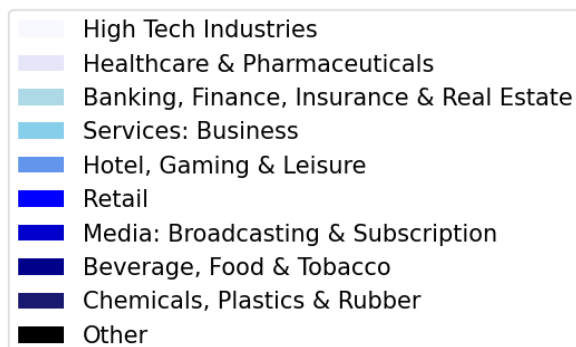 High Tech Industries
Healthcare & Pharmaceuticals
Banking, Finance, Insurance & Real Estate
Services: Business
Hotel, Gaming & Leisure
Retail
Media: Broadcasting & Subscription
Beverage, Food & Tobacco
Chemicals, Plastics & Rubber
Other